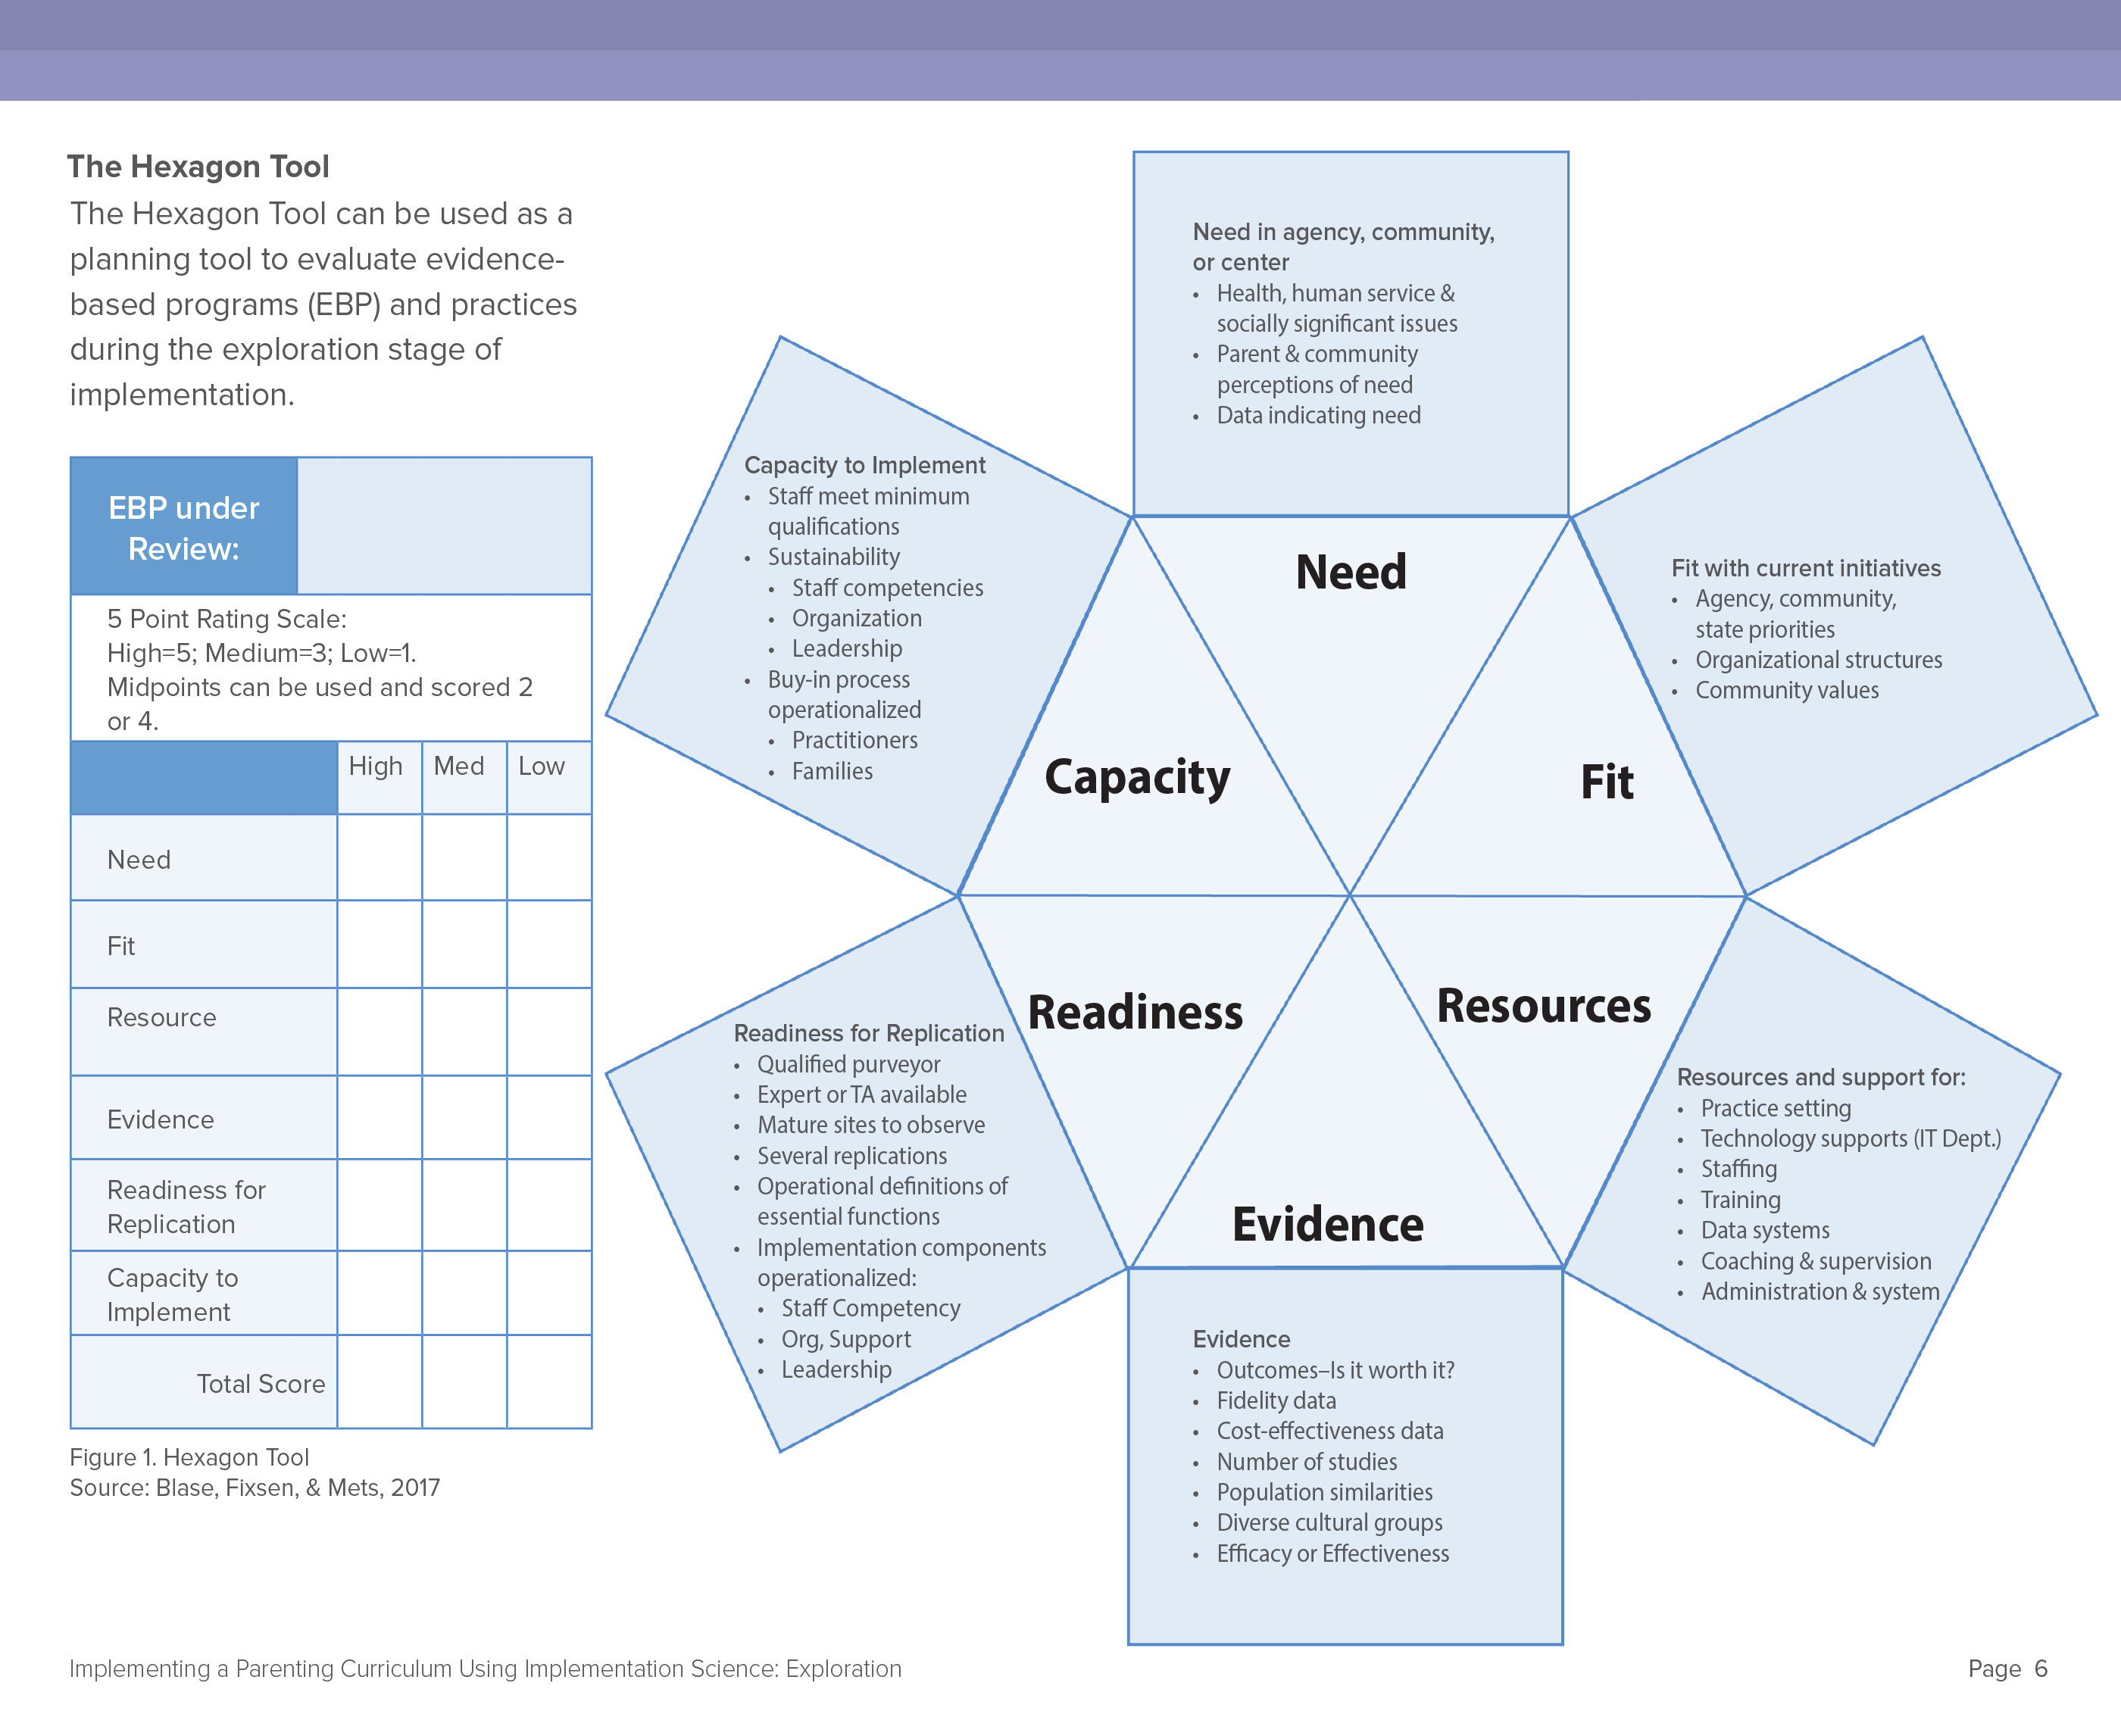 The Hexagon Tool
The Hexagon Tool can be used as a
planning tool to evaluate evidence-
based programs (EBP) and practices
during the exploration stage of
implementation.
EBP under
Review:
5 Point Rating Scale:
High=5; Medium=3; Low=1.
Midpoints can be used and scored 2
or 4.
High Med Low
Need
Fit
Resource
Evidence
Readiness for
Replication
Capacity to
Implement
Total Score
Figure 1. Hexagon Tool
Source: Blase, Fixsen, & Mets, 2017
Need in agency, community,
or center
• Health, human service &
socially significant issues
• Parent & community
perceptions of need
• Data indicating need
Need
Fit with current initiatives
• Agency, community,
state priorities
• Organizational structures
• Community values
Fit
Resources
Resources and support for:
• Practice setting
• Technology supports (IT Dept.)
• Staffing
• Training
• Data systems
• Coaching & supervision
• Administration & system
Evidence
Evidence
• Outcomes–Is it worth it?
• Fidelity data
• Cost-effectiveness data
• Number of studies
• Population similarities
• Diverse cultural groups
• Efficacy or Effectiveness
Readiness
Readiness for Replication
• Qualified purveyor
• Expert or TA available
• Mature sites to observe
• Several replications
• Operational definitions of
essential functions
• Implementation components
operationalized:
• Staff Competency
• Org, Support
• Leadership
Capacity to Implement
• Staff meet minimum
qualifications
• Sustainability
• Staff competencies
• Organization
• Leadership
• Buy-in process
operationalized
• Practitioners
• Families
Capacity
Implementing a Parenting Curriculum Using Implementation Science: Exploration
Page 6